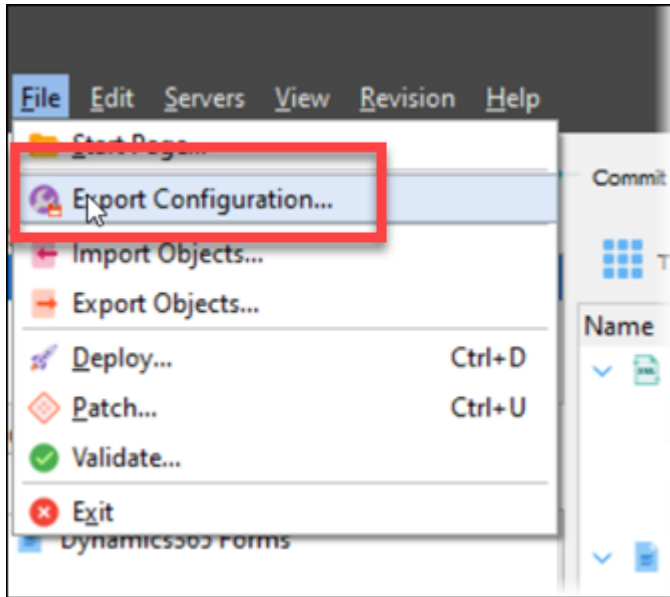 File Edit Servers View Revision Help
Start Page...
Export Configuration...
Commit
Import Objects...
T
Export Objects...
Name
Deploy... Ctrl+D
Patch... Ctrl+U
Validate...
Exit
Dynamics365 Forms